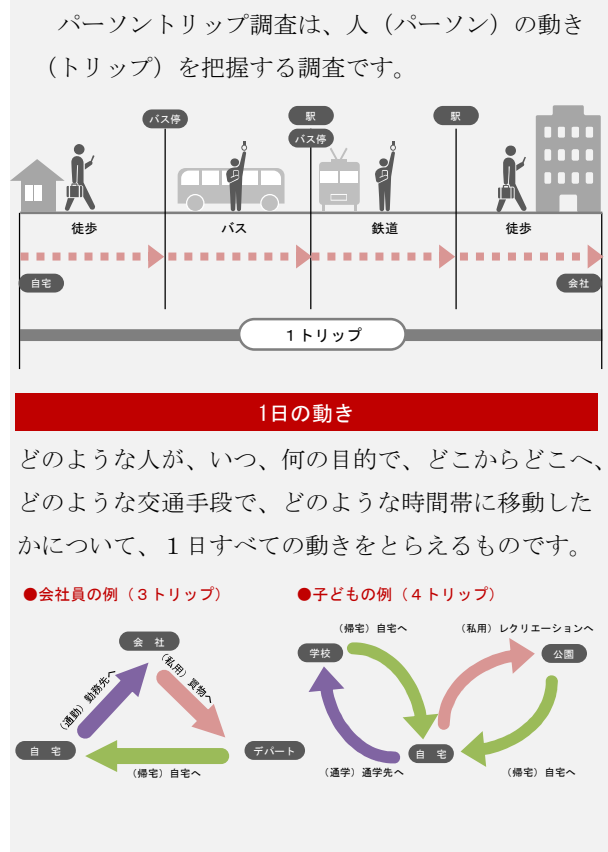 パーソントリップ調査は、人（パーソン）の動き
（トリップ）を把握する調査です。
バス停
駅
バス停
駅
徒歩
バス
鉄道
徒歩
自宅
会社
１トリップ
1日の動き
どのような人が、いつ、何の目的で、どこからどこへ、
どのような交通手段で、どのような時間帯に移動した
かについて、１日すべての動きをとらえるものです。
●会社員の例（３トリップ）
会 社
（通勤）勤務先へ
（私用）買物へ
自 宅
デパート
（帰宅）自宅へ
●子どもの例（４トリップ）
（帰宅）自宅へ
（私用）レクリエーションへ
学校
公園
自 宅
（通学）通学先へ
（帰宅）自宅へ